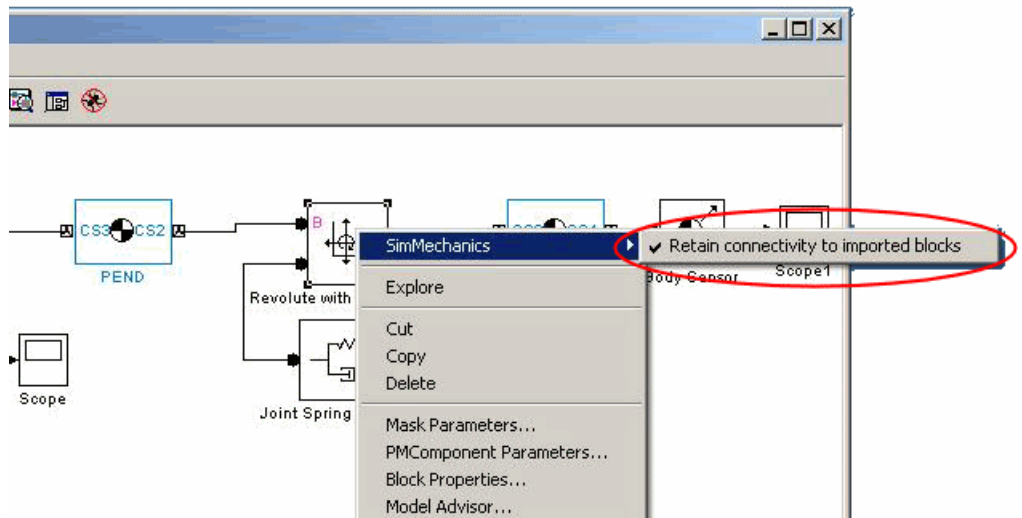 B
CS3 CS2
PEND
Revolute with
SimMechanics
Retain connectivity to imported blocks
Body Sensor
Scope1
Explore
Cut
Copy
Delete
Scope
Joint Spring
Mask Parameters...
PMComponent Parameters...
Block Properties...
Model Advisor...